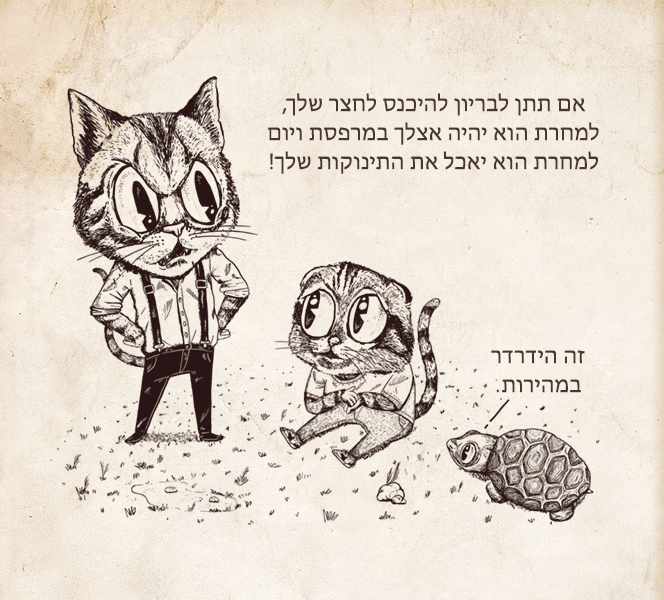 אם תתן לבריון להיכנס לחצר שלך,
למחרת הוא יהיה אצלך במרפסת ויום
למחרת הוא יאכל את התינוקות שלך!
זה הידרדר
במהירות.